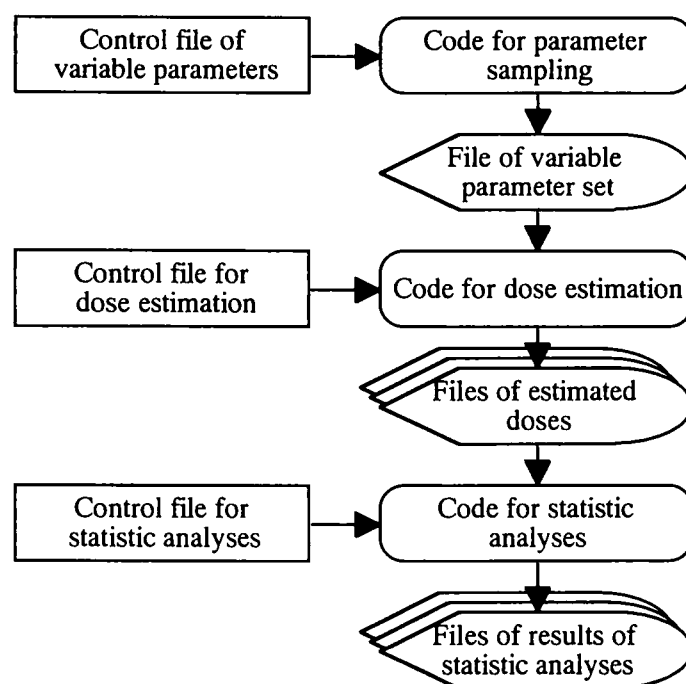 Control file of
variable parameters
Code for parameter
sampling
File of variable
parameter set
Control file for
dose estimation
Code for dose estimation
Files of estimated
doses
Control file for
statistic analyses
Code for statistic
analyses
Files of results of
statistic analyses